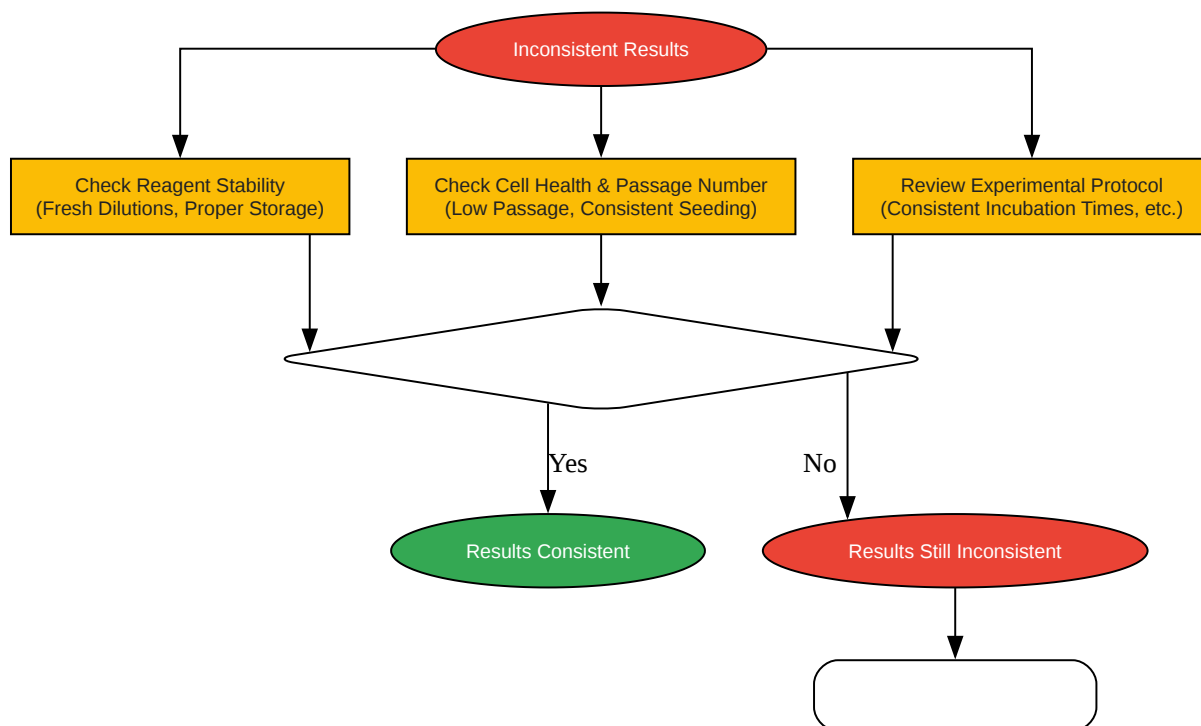 Inconsistent Results
Check Reagent Stability
(Fresh Dilutions, Proper Storage)
Check Cell Health & Passage Number
(Low Passage, Consistent Seeding)
Review Experimental Protocol
(Consistent Incubation Times, etc.)
Yes
No
Results Consistent
Results Still Inconsistent